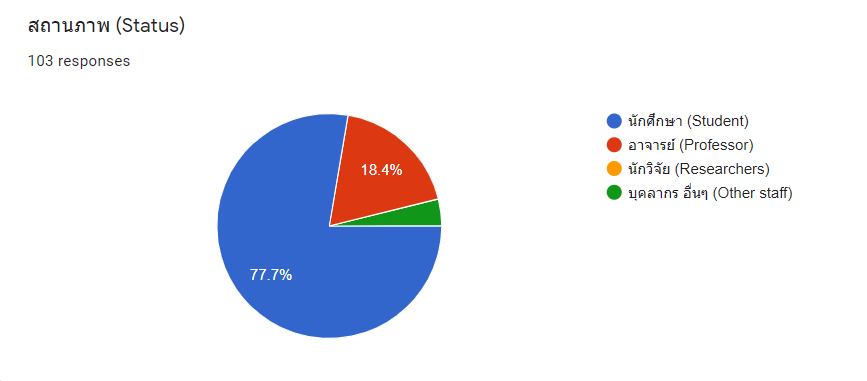 สถานภาพ (Status)
103 responses
18.4%
77.7%
นักศึกษา (Student)
อาจารย์ (Professor)
นักวิจัย (Researchers)
บุคลากร อื่นๆ (Other staff)